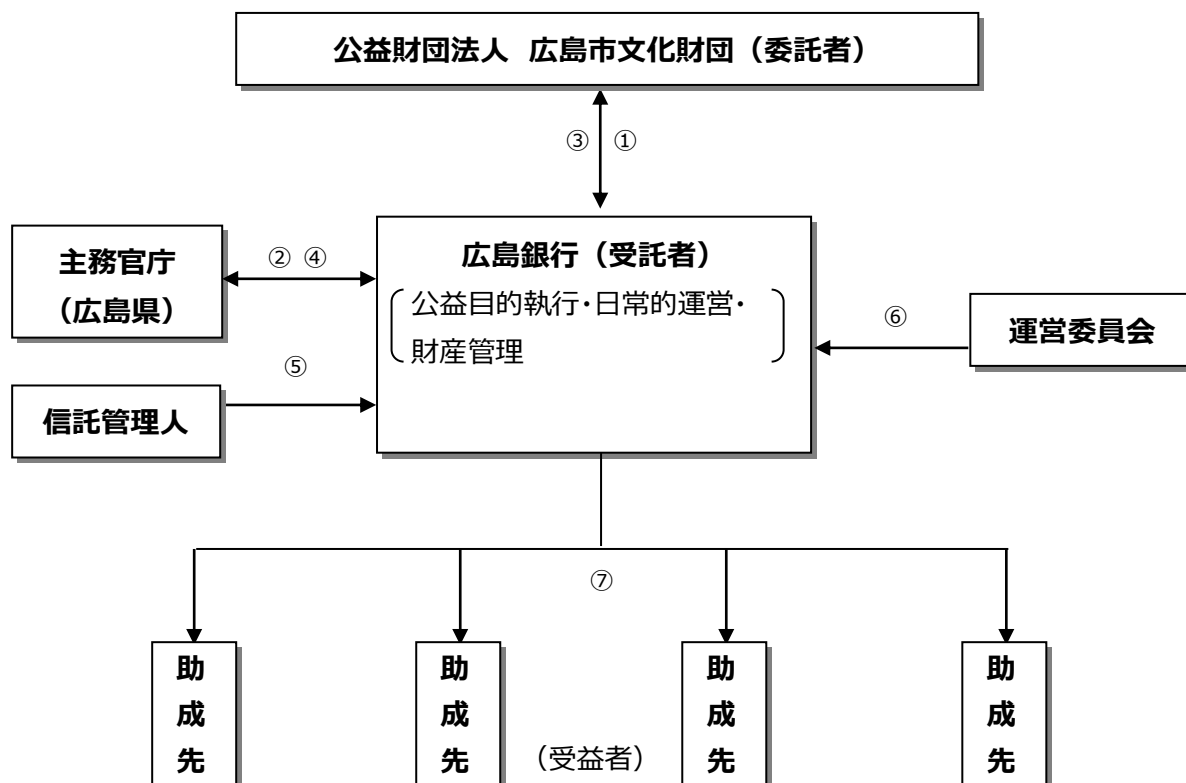 公益財団法人 広島市文化財団（委託者）
③ ①
主務官庁
（広島県）
② ④
広島銀行（受託者）
公益目的執行･日常的運営･
財産管理
⑥
運営委員会
⑤
信託管理人
⑦
助成先
助成先
（受益者）
助成先
助成先